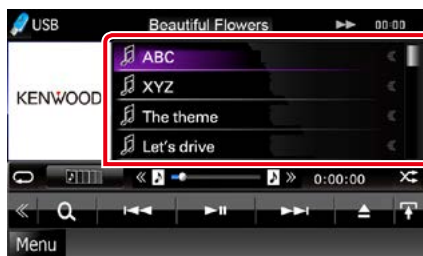 USB Beautiful Flowers 00:00
ABC
KENWOOD
XYZ
The theme
Let's drive
0:00:00
Menu